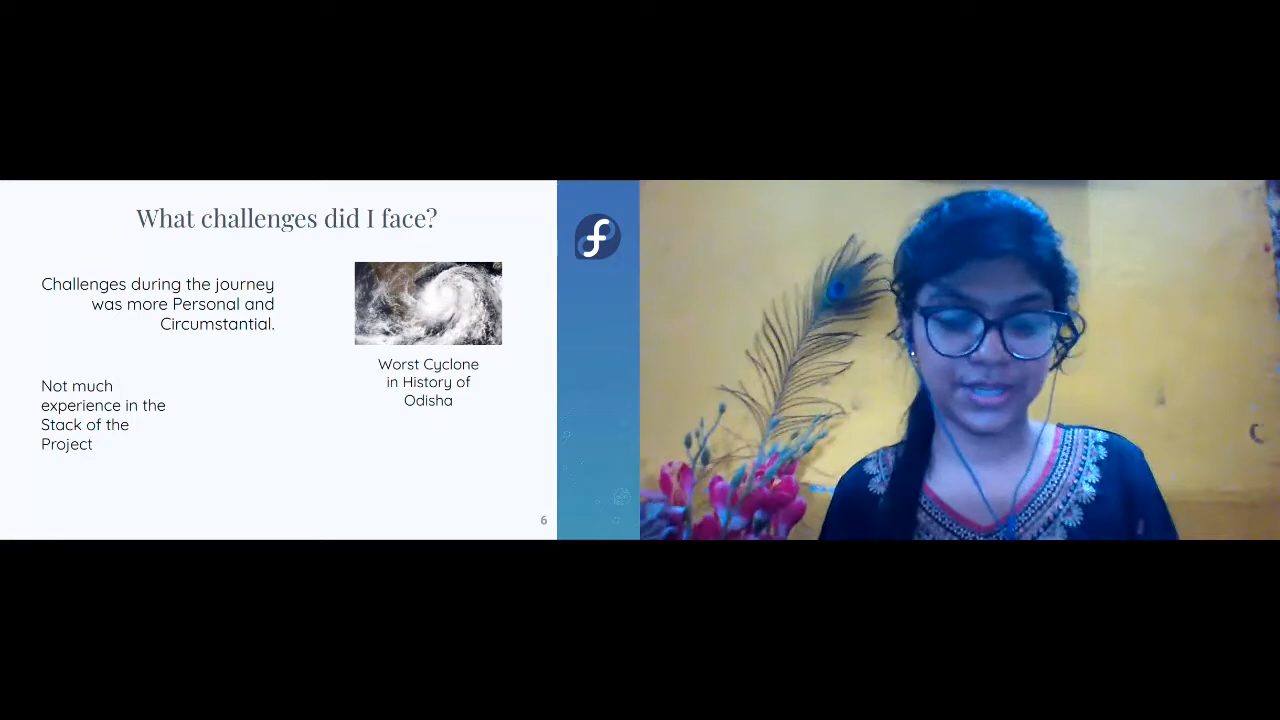 What challenges did I face?
Challenges during the journey
was more Personal and
Circumstantial.
Worst Cyclone
in History of
Odisha
Not much
experience in the
Stack of the
Project
6